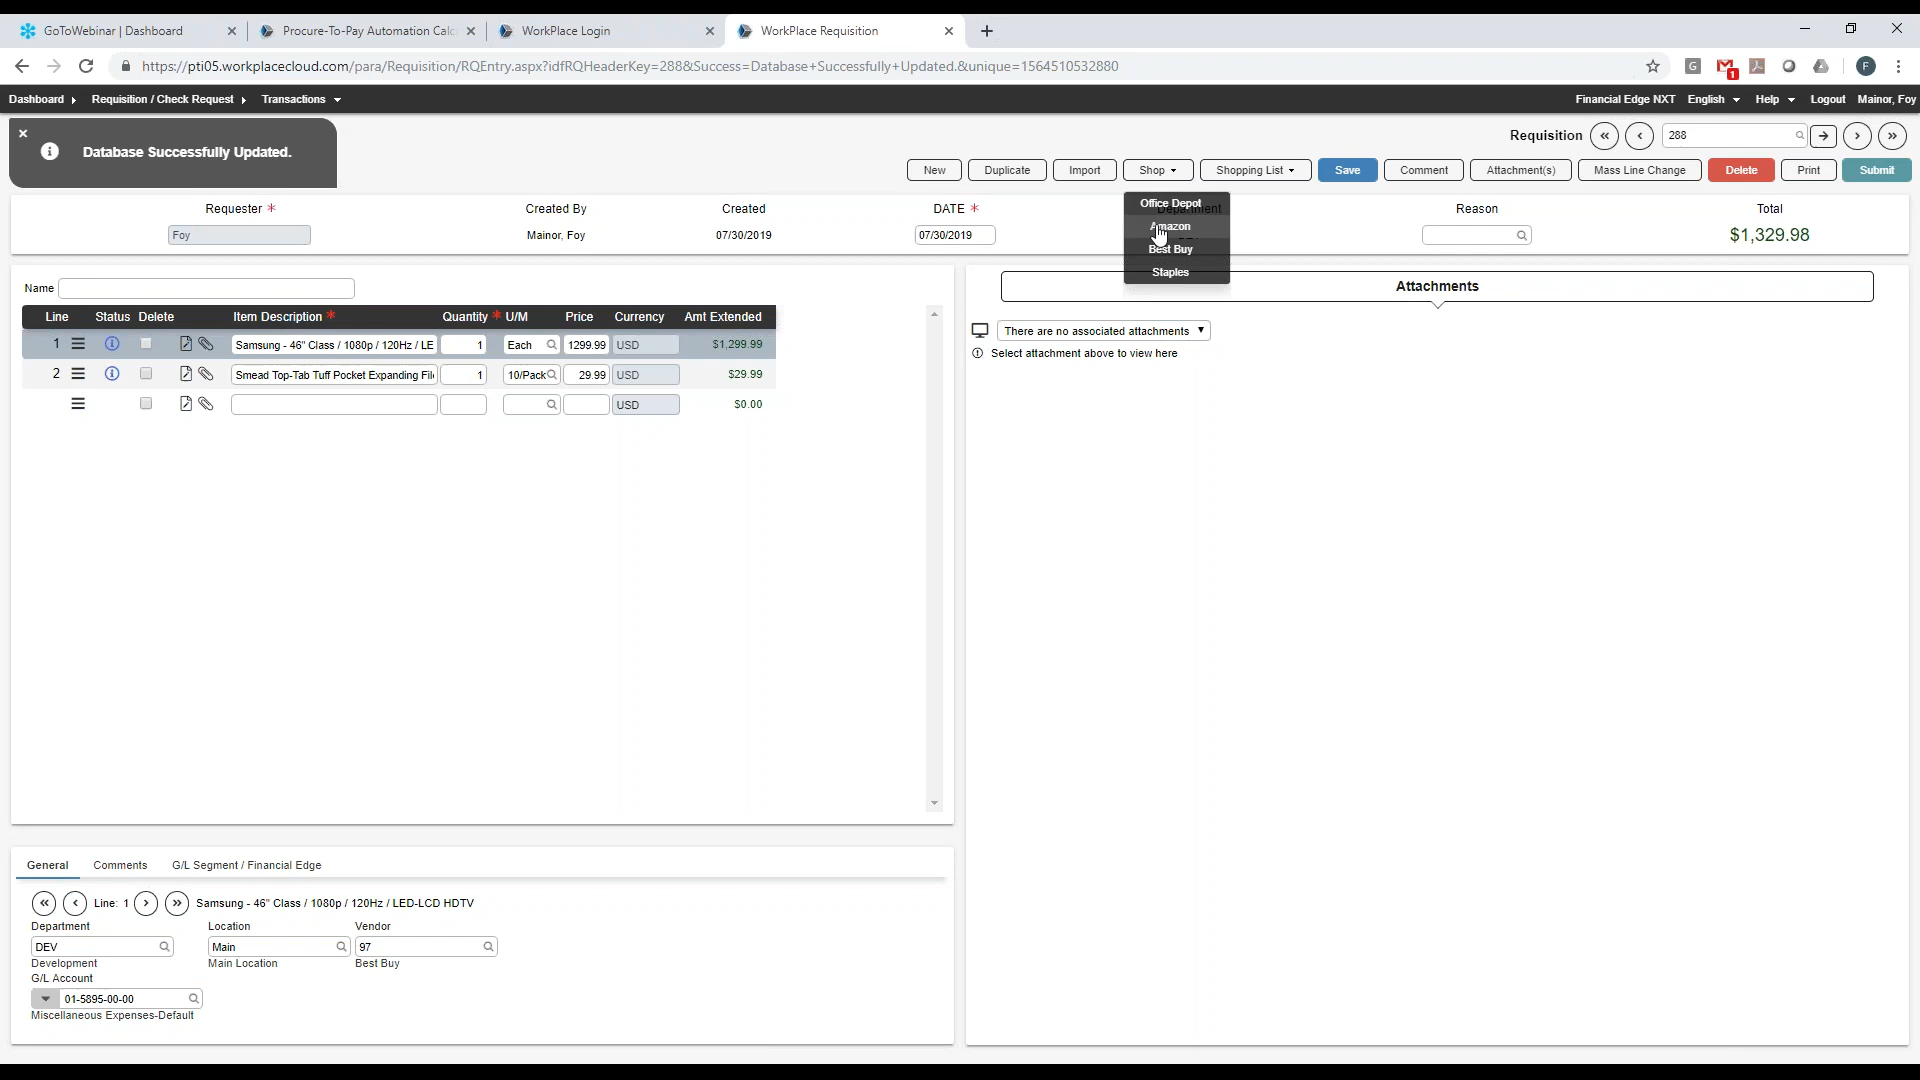 GoToWebinar | Dashboard
Procure-To-Pay Automation Calc
WorkPlace Login
WorkPlace Requisition
https://pti05.workplacecloud.com/para/Requisition/RQEntry.aspx?idfRQHeaderKey=288&Success=Database+Successfully+Updated.&unique=1564510532880
G
1
F
Dashboard
Requisition / Check Request
Transactions
Financial Edge NXT
English
Help
Logout
Mainor, Foy
Database Successfully Updated.
Requisition
288
New
Duplicate
Import
Shop
Shopping List
Save
Comment
Attachment(s)
Mass Line Change
Delete
Print
Submit
Office Depot
Amazon
Best Buy
Staples
Requester *
Created By
Created
DATE *
Department
Reason
Total
Foy
Mainor, Foy
07/30/2019
07/30/2019
$1,329.98
Name
Line Status Delete Item Description * Quantity * U/M Price Currency Amt Extended
1 Samsung - 46" Class / 1080p / 120Hz / LE 1 Each 1299.99 USD $1,299.99
2 Smead Top-Tab Tuff Pocket Expanding Fil 1 10/Pack 29.99 USD $29.99
USD $0.00
Attachments
There are no associated attachments
Select attachment above to view here
General
Comments
G/L Segment / Financial Edge
Line: 1
Samsung - 46" Class / 1080p / 120Hz / LED-LCD HDTV
Department
Location
Vendor
DEV
Main
97
Development
Main Location
Best Buy
G/L Account
01-5895-00-00
Miscellaneous Expenses-Default